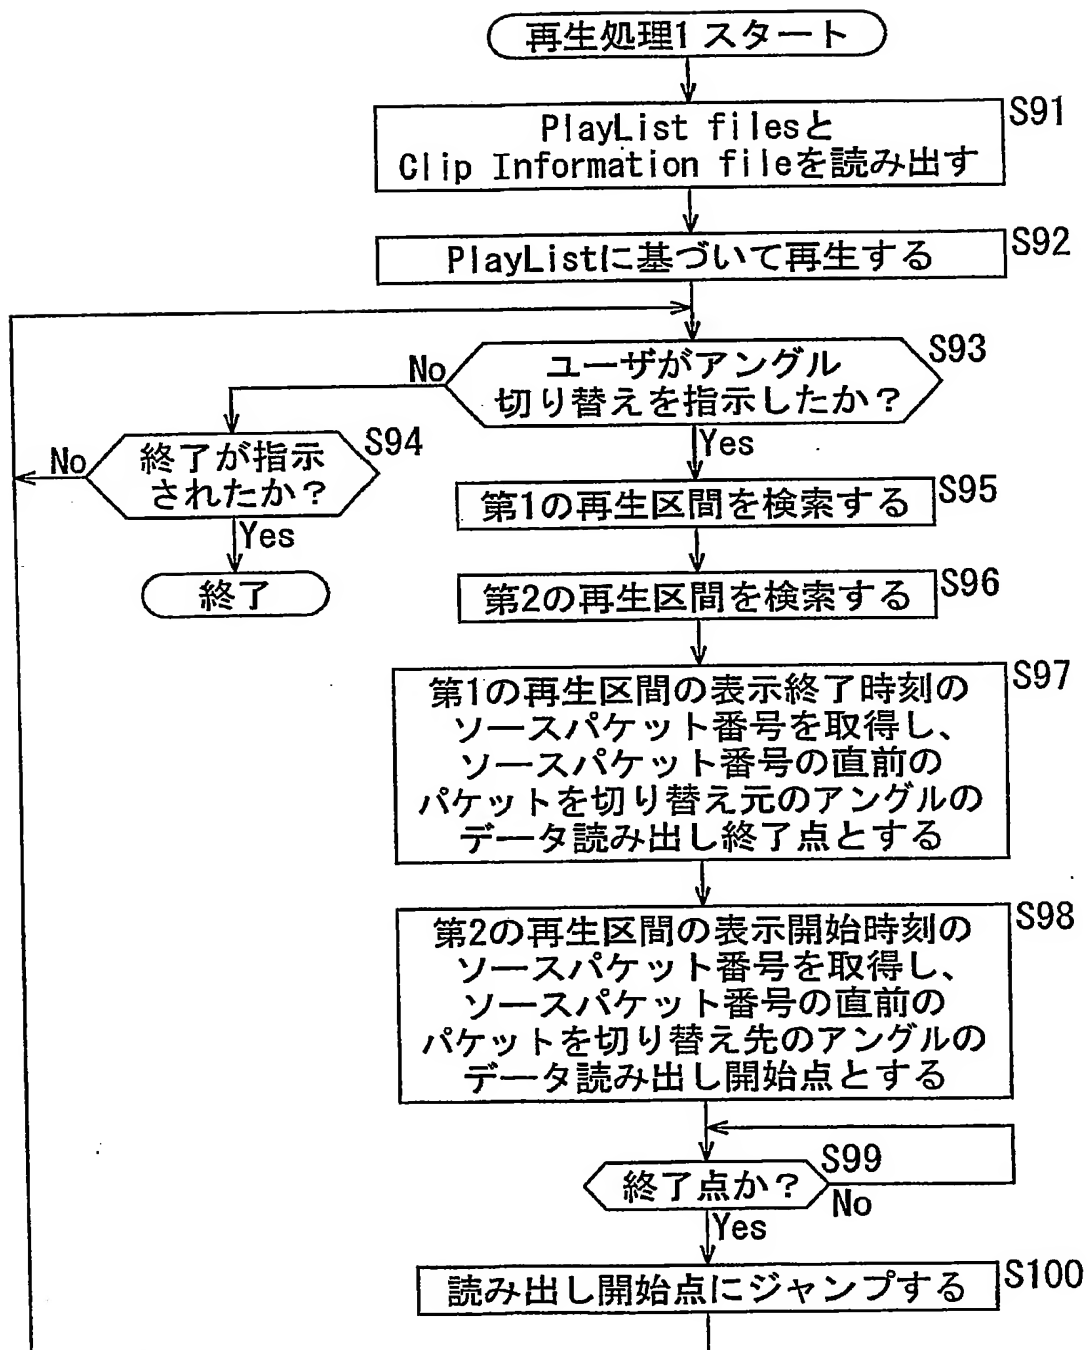 再生処理1 スタート
S91
PlayList filesと
Clip Information fileを読み出す
S92
PlayListに基づいて再生する
S93
ユーザがアングル
切り替えを指示したか？
No
Yes
S94
終了が指示
されたか？
No
Yes
終了
S95
第1の再生区間を検索する
S96
第2の再生区間を検索する
S97
第1の再生区間の表示終了時刻の
ソースパケット番号を取得し、
ソースパケット番号の直前の
パケットを切り替え元のアングルの
データ読み出し終了点とする
S98
第2の再生区間の表示開始時刻の
ソースパケット番号を取得し、
ソースパケット番号の直前の
パケットを切り替え先のアングルの
データ読み出し開始点とする
S99
終了点か？
No
Yes
S100
読み出し開始点にジャンプする